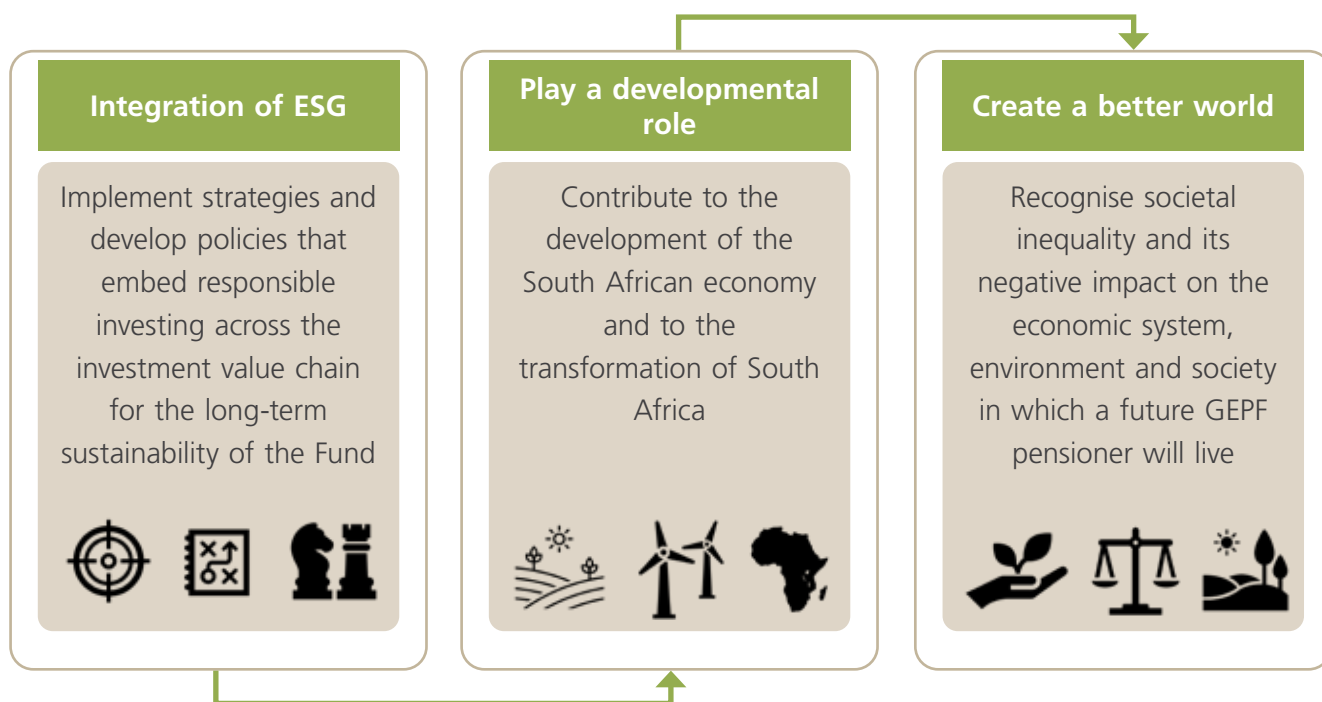 Integration of ESG
Implement strategies and
develop policies that
embed responsible
investing across the
investment value chain
for the long-term
sustainability of the Fund
Play a developmental
role
Contribute to the
development of the
South African economy
and to the
transformation of South
Africa
Create a better world
Recognise societal
inequality and its
negative impact on the
economic system,
environment and society
in which a future GEPF
pensioner will live